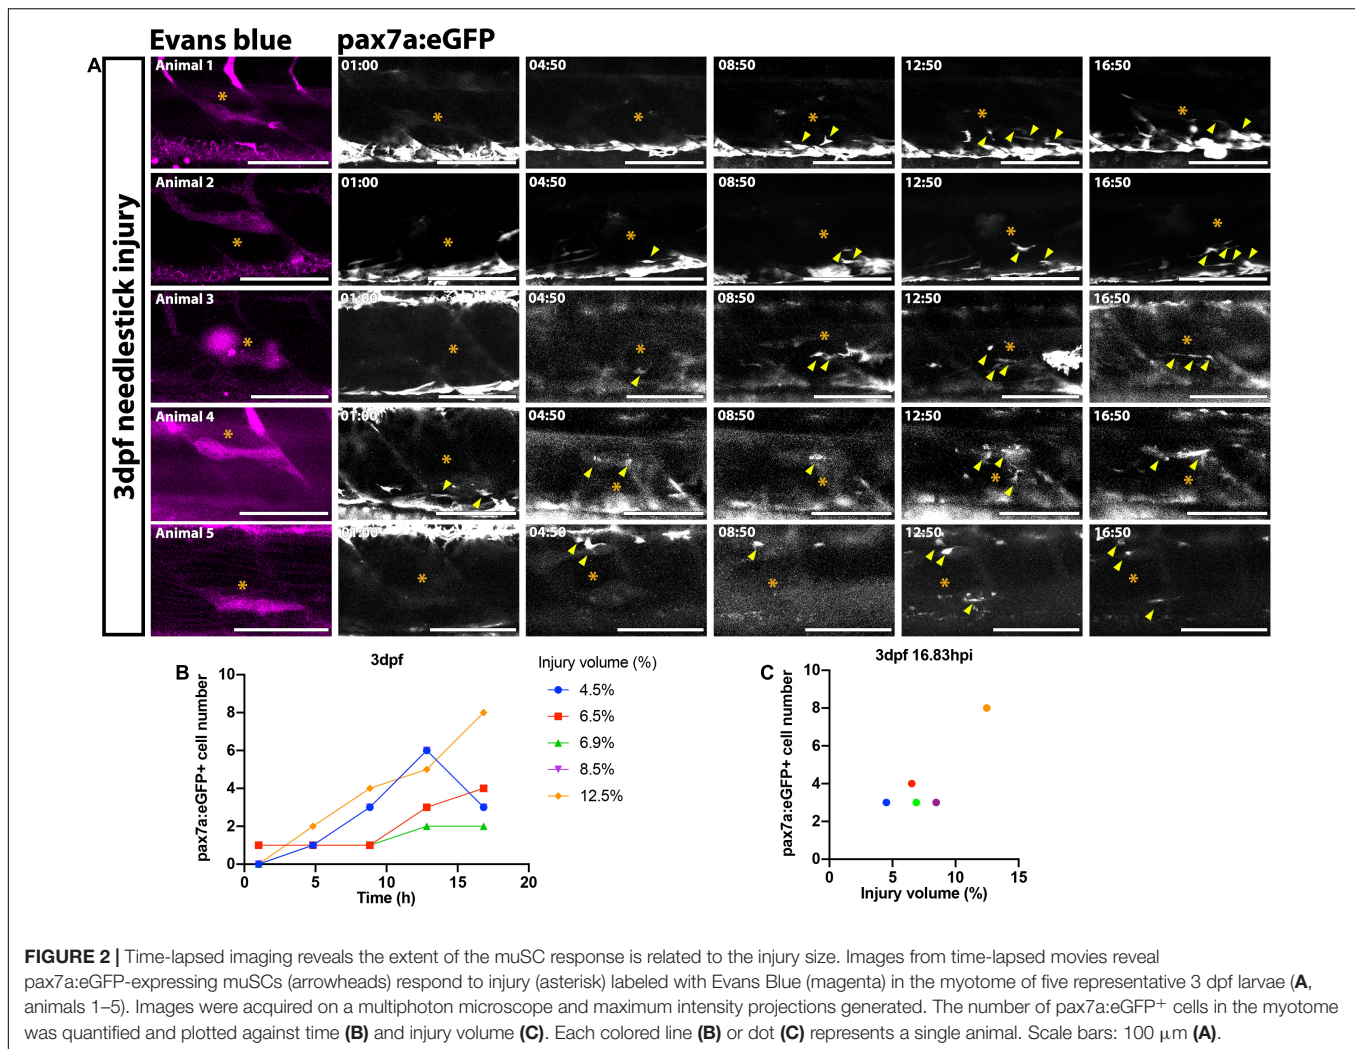 Evans blue
pax7a:eGFP
A
3dpf needlestick injury
Animal 1
01:00
04:50
08:50
12:50
16:50
Animal 2
01:00
04:50
08:50
12:50
16:50
Animal 3
01:00
04:50
08:50
12:50
16:50
Animal 4
01:00
04:50
08:50
12:50
16:50
Animal 5
01:00
04:50
08:50
12:50
16:50
B
3dpf
pax7a:eGFP+ cell number
10
8
6
4
2
0
0
5
10
15
20
Time (h)
Injury volume (%)
4.5%
6.5%
6.9%
8.5%
12.5%
C
3dpf 16.83hpi
pax7a:eGFP+ cell number
10
8
6
4
2
0
0
5
10
15
Injury volume (%)
FIGURE 2 | Time-lapsed imaging reveals the extent of the muSC response is related to the injury size. Images from time-lapsed movies reveal
pax7a:eGFP-expressing muSCs (arrowheads) respond to injury (asterisk) labeled with Evans Blue (magenta) in the myotome of five representative 3 dpf larvae (A,
animals 1–5). Images were acquired on a multiphoton microscope and maximum intensity projections generated. The number of pax7a:eGFP⁺ cells in the myotome
was quantified and plotted against time (B) and injury volume (C). Each colored line (B) or dot (C) represents a single animal. Scale bars: 100 μm (A).